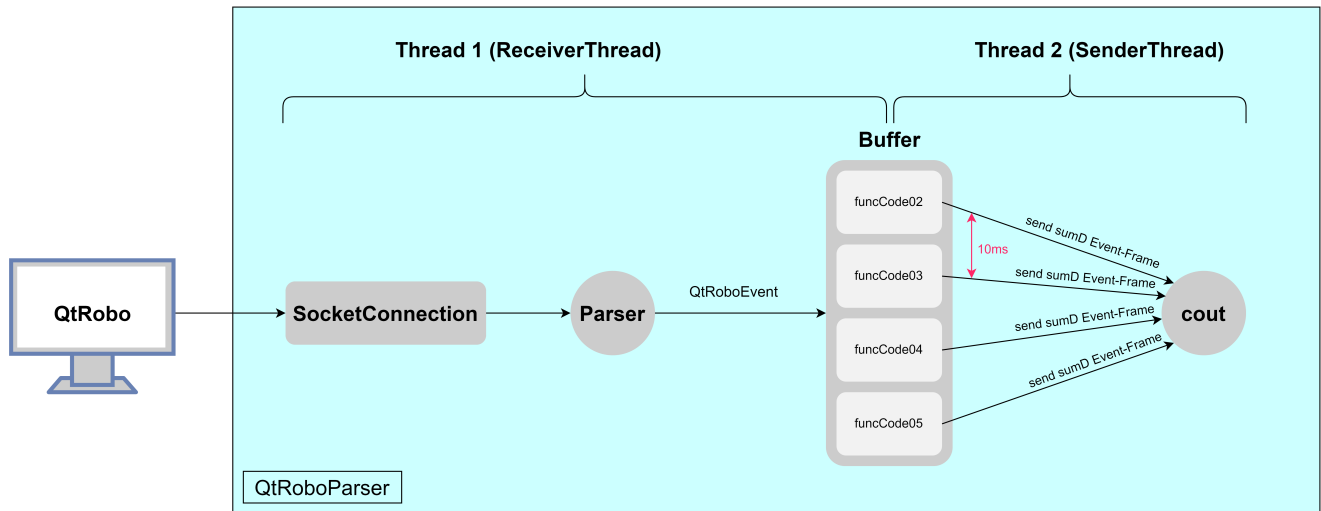 Thread 1 (ReceiverThread)
Thread 2 (SenderThread)
Buffer
funcCode02
send sumD Event-Frame
10ms
funcCode03
send sumD Event-Frame
QtRobo
SocketConnection
Parser
QtRoboEvent
cout
send sumD Event-Frame
funcCode04
send sumD Event-Frame
funcCode05
QtRoboParser